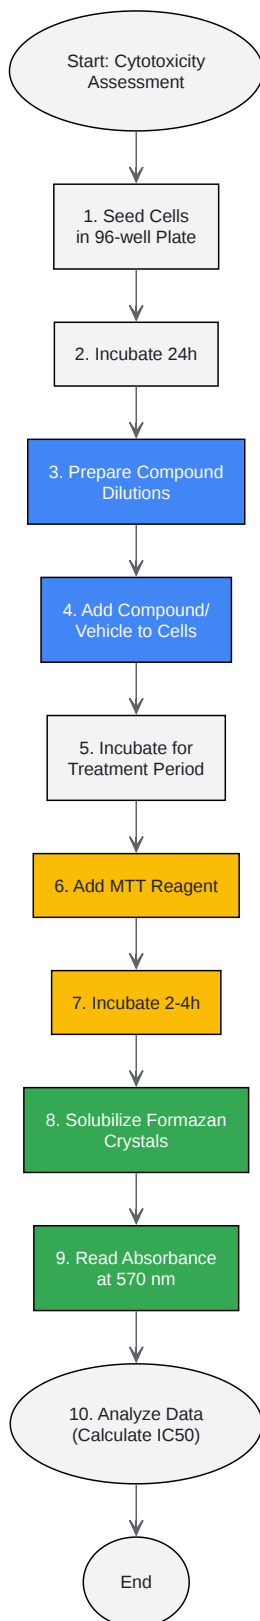 Start: Cytotoxicity
Assessment
1. Seed Cells
in 96-well Plate
2. Incubate 24h
3. Prepare Compound
Dilutions
4. Add Compound/
Vehicle to Cells
5. Incubate for
Treatment Period
6. Add MTT Reagent
7. Incubate 2-4h
8. Solubilize Formazan
Crystals
9. Read Absorbance
at 570 nm
10. Analyze Data
(Calculate IC50)
End